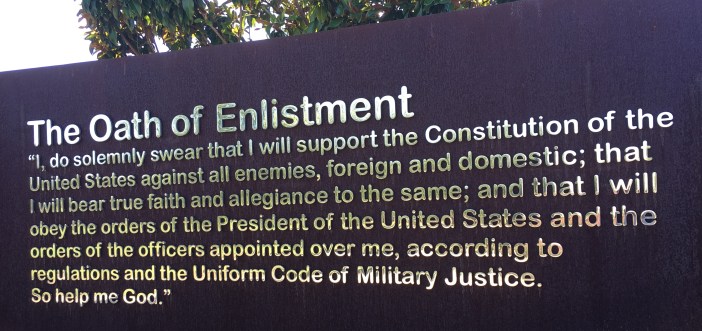 The Oath of Enlistment
“I, do solemnly swear that I will support the Constitution of the
United States against all enemies, foreign and domestic; that
I will bear true faith and allegiance to the same; and that I will
obey the orders of the President of the United States and the
orders of the officers appointed over me, according to
regulations and the Uniform Code of Military Justice.
So help me God.”